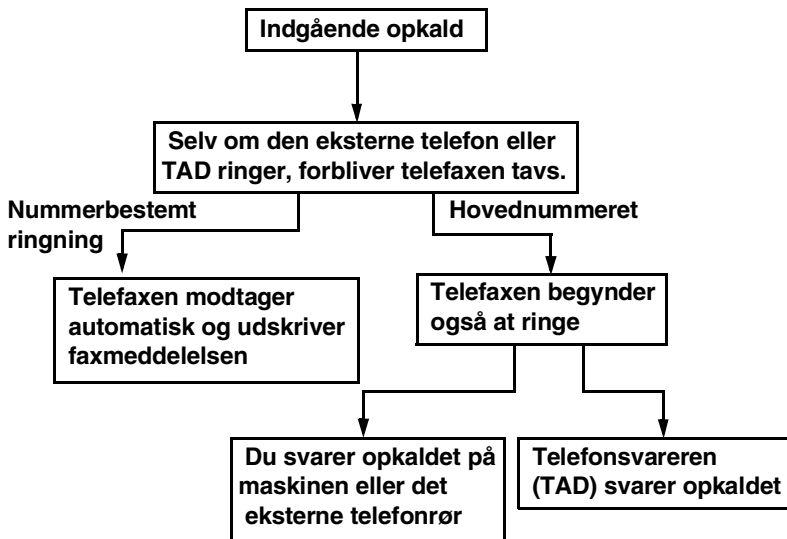 Indgående opkald
Selv om den eksterne telefon eller
TAD ringer, forbliver telefaxen tavs.
Nummerbestemt
ringning
Hovednummeret
Telefaxen modtager
automatisk og udskriver
faxmeddelelsen
Telefaxen begynder
også at ringe
Du svarer opkaldet på
maskinen eller det
eksterne telefonrør
Telefonsvareren
(TAD) svarer opkaldet